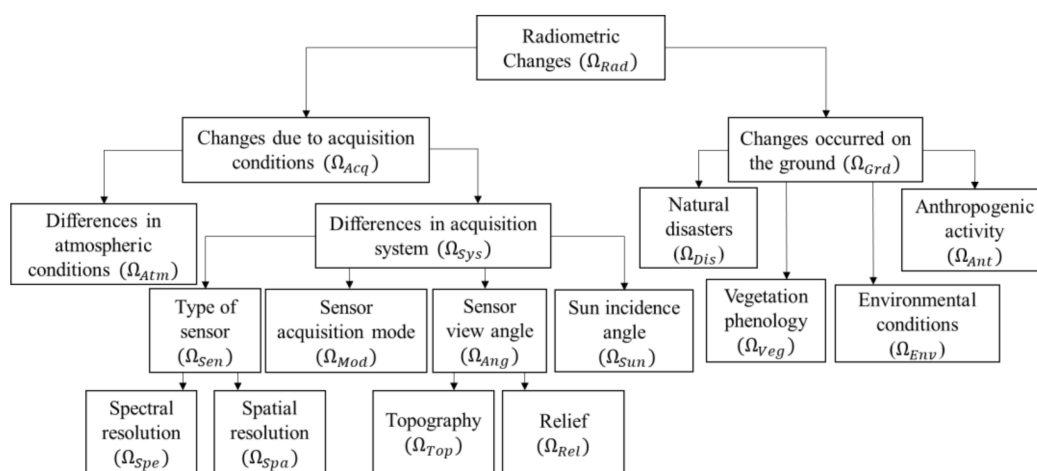 Radiometric
Changes (Ω_Rad)
Changes due to acquisition
conditions (Ω_Acq)
Changes occurred on
the ground (Ω_Grd)
Differences in
atmospheric
conditions (Ω_Atm)
Differences in acquisition
system (Ω_Sys)
Natural
disasters
(Ω_Dis)
Anthropogenic
activity
(Ω_Ant)
Type of
sensor
(Ω_Sen)
Sensor
acquisition mode
(Ω_Mod)
Sensor
view angle
(Ω_Ang)
Sun incidence
angle
(Ω_Sun)
Vegetation
phenology
(Ω_Veg)
Environmental
conditions
(Ω_Env)
Spectral
resolution
(Ω_Spe)
Spatial
resolution
(Ω_Spa)
Topography
(Ω_Top)
Relief
(Ω_Rel)